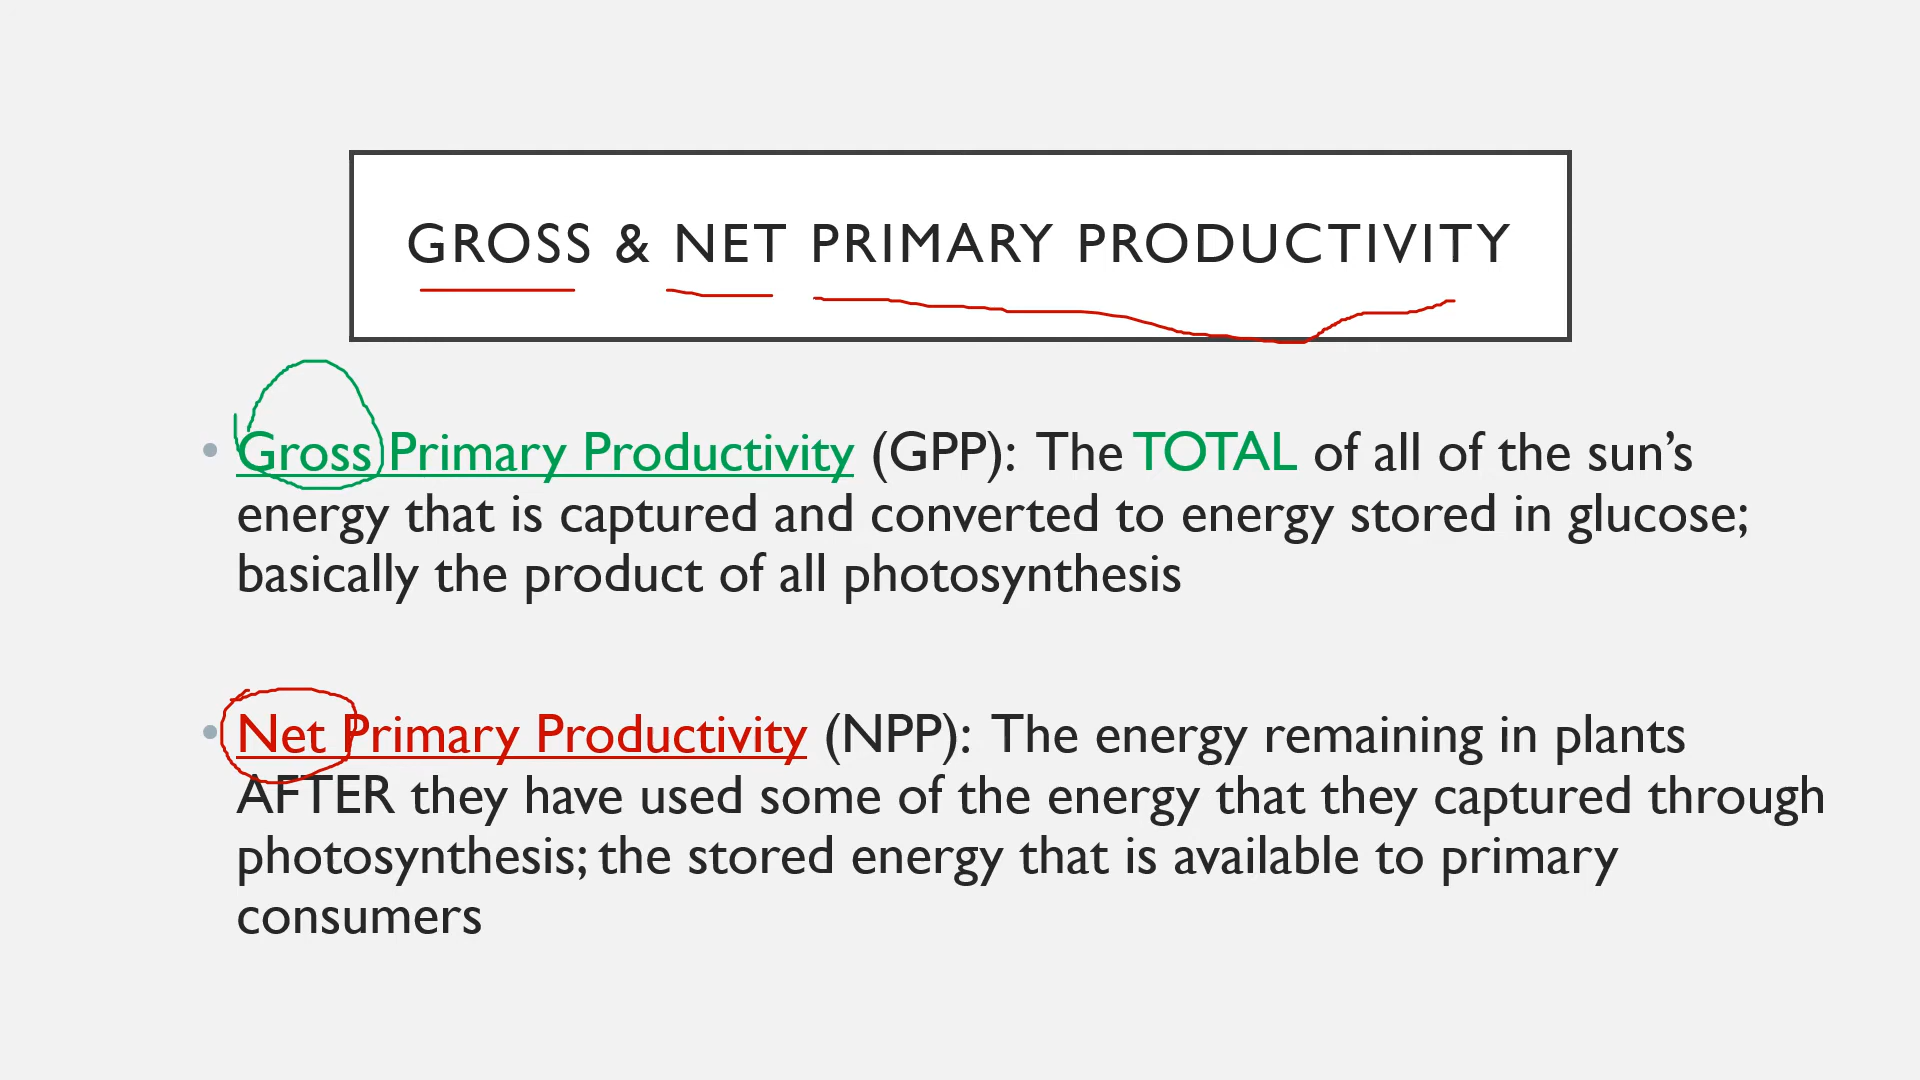 GROSS & NET PRIMARY PRODUCTIVITY
• Gross Primary Productivity (GPP): The TOTAL of all of the sun’s
energy that is captured and converted to energy stored in glucose;
basically the product of all photosynthesis
• Net Primary Productivity (NPP): The energy remaining in plants
AFTER they have used some of the energy that they captured through
photosynthesis; the stored energy that is available to primary
consumers